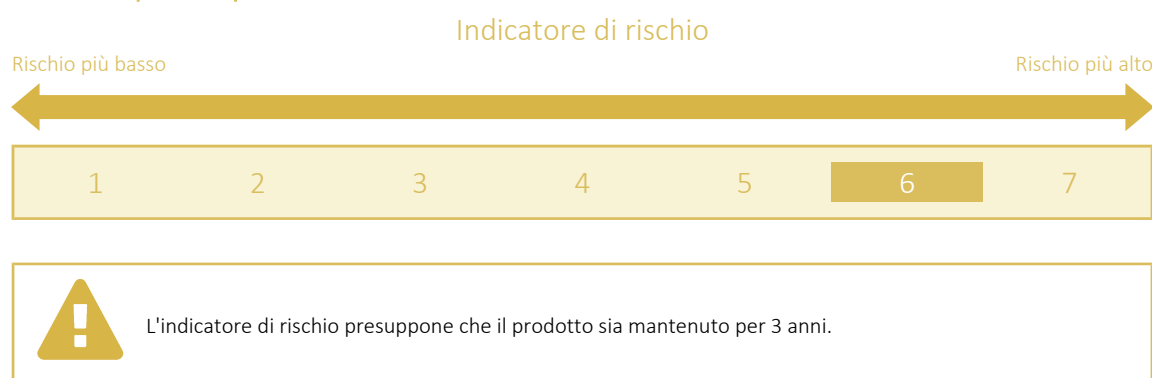 Indicatore di rischio
Rischio più basso
Rischio più alto
1 2 3 4 5 6 7
L'indicatore di rischio presuppone che il prodotto sia mantenuto per 3 anni.